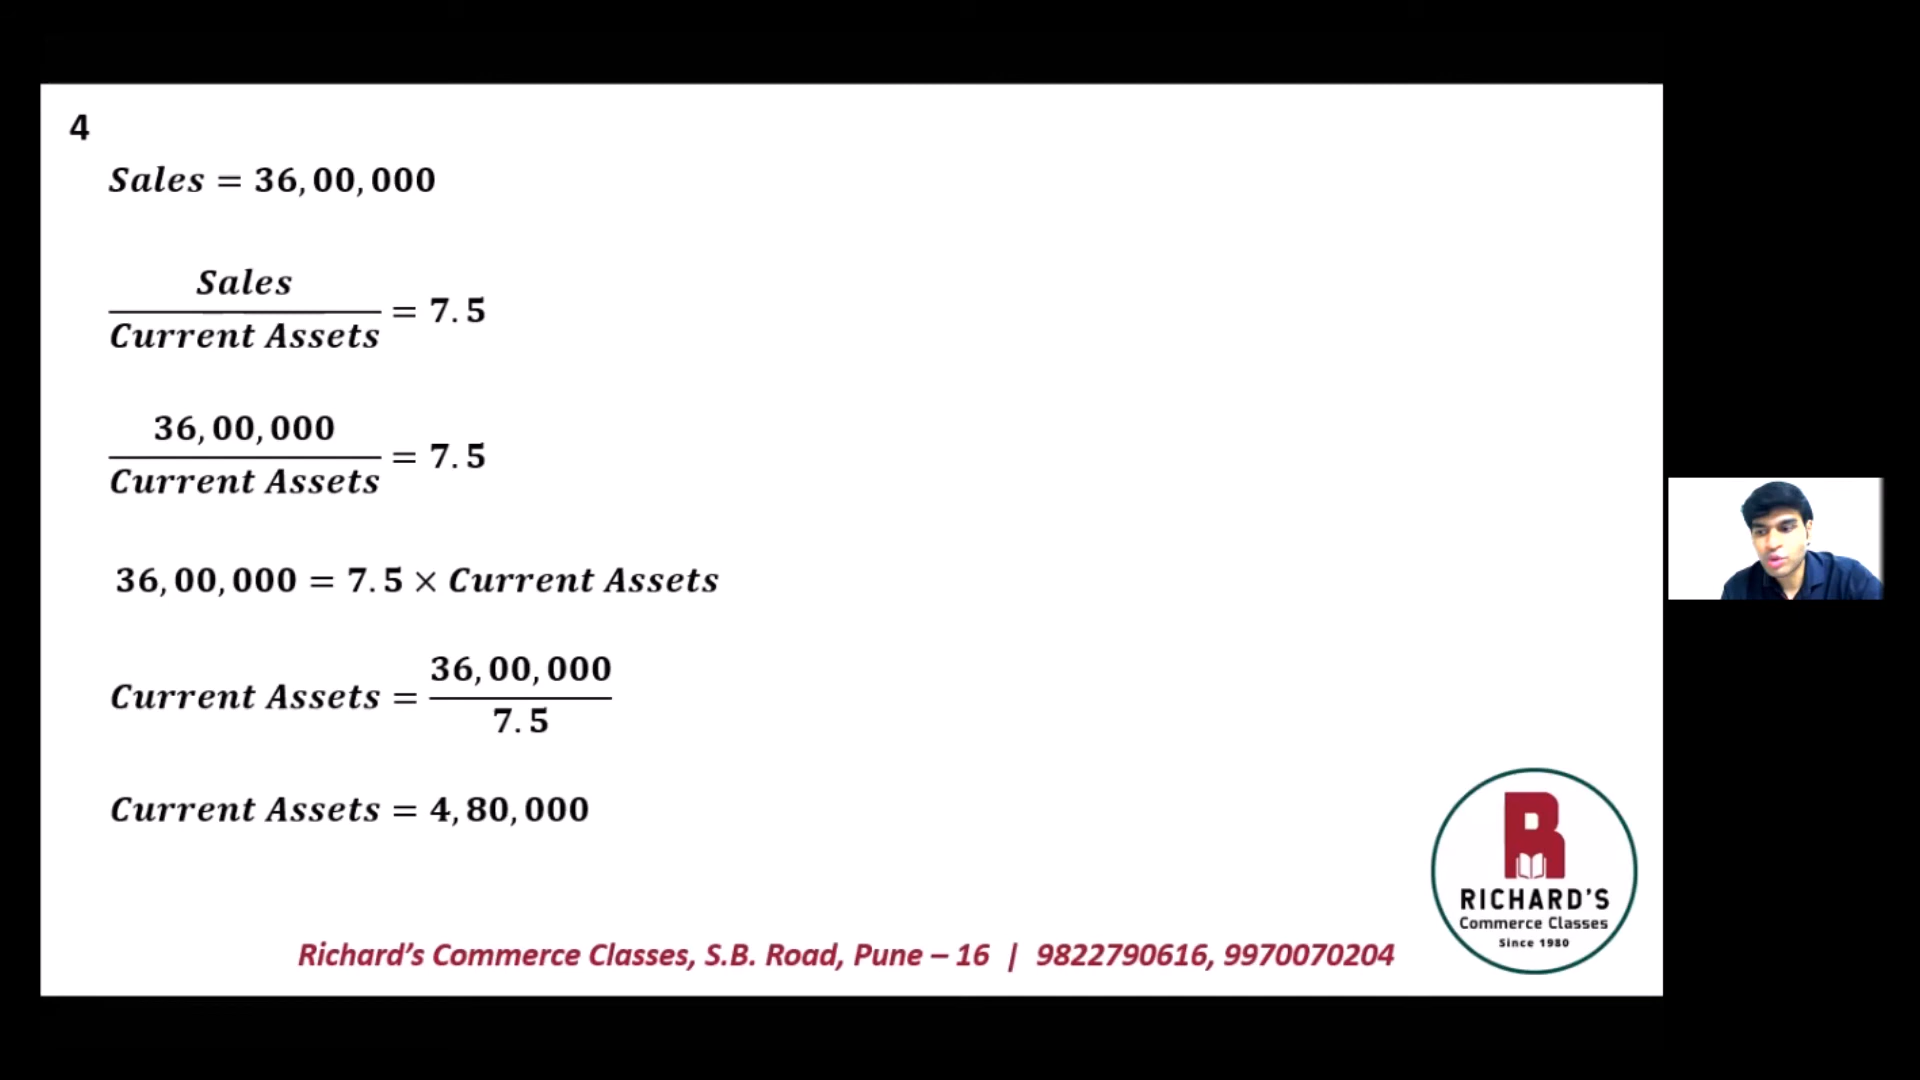 4
Sales = 36,00,000
Sales
Current Assets = 7.5
36,00,000
Current Assets = 7.5
36,00,000 = 7.5 × Current Assets
Current Assets = 36,00,000
7.5
Current Assets = 4,80,000
RICHARD'S
Commerce Classes
Since 1980
Richard's Commerce Classes, S.B. Road, Pune – 16 | 9822790616, 9970070204